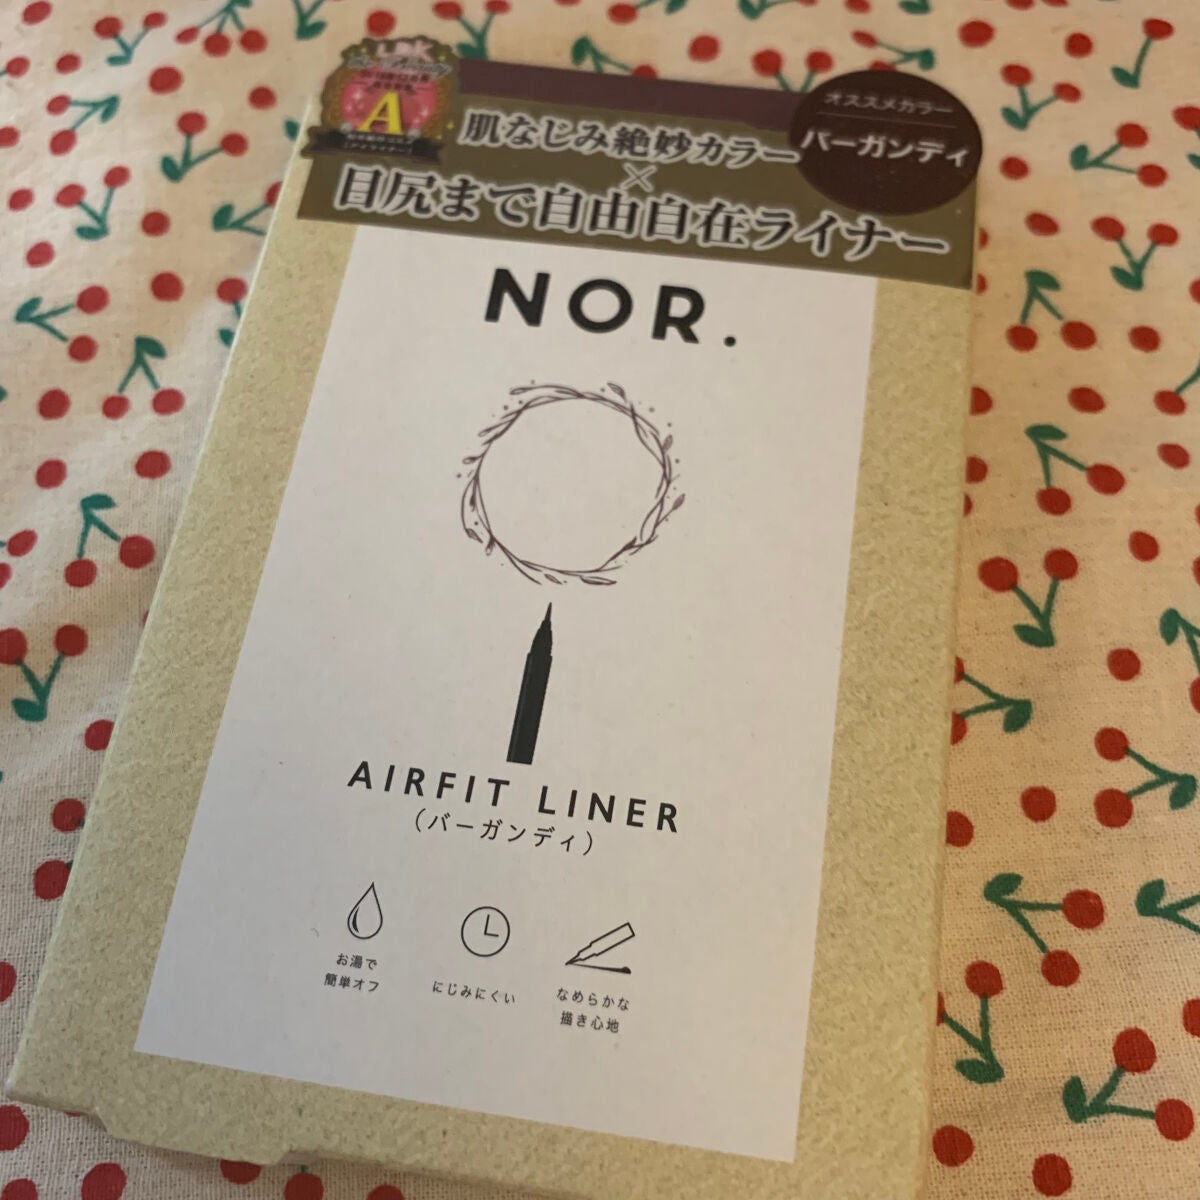 LDK
A
オススメカラー
バーガンディ
肌なじみ絶妙カラー
×
目尻まで自由自在ライナー
NOR.
AIRFIT LINER
（バーガンディ）
お湯で
簡単オフ
にじみにくい
なめらかな
描き心地